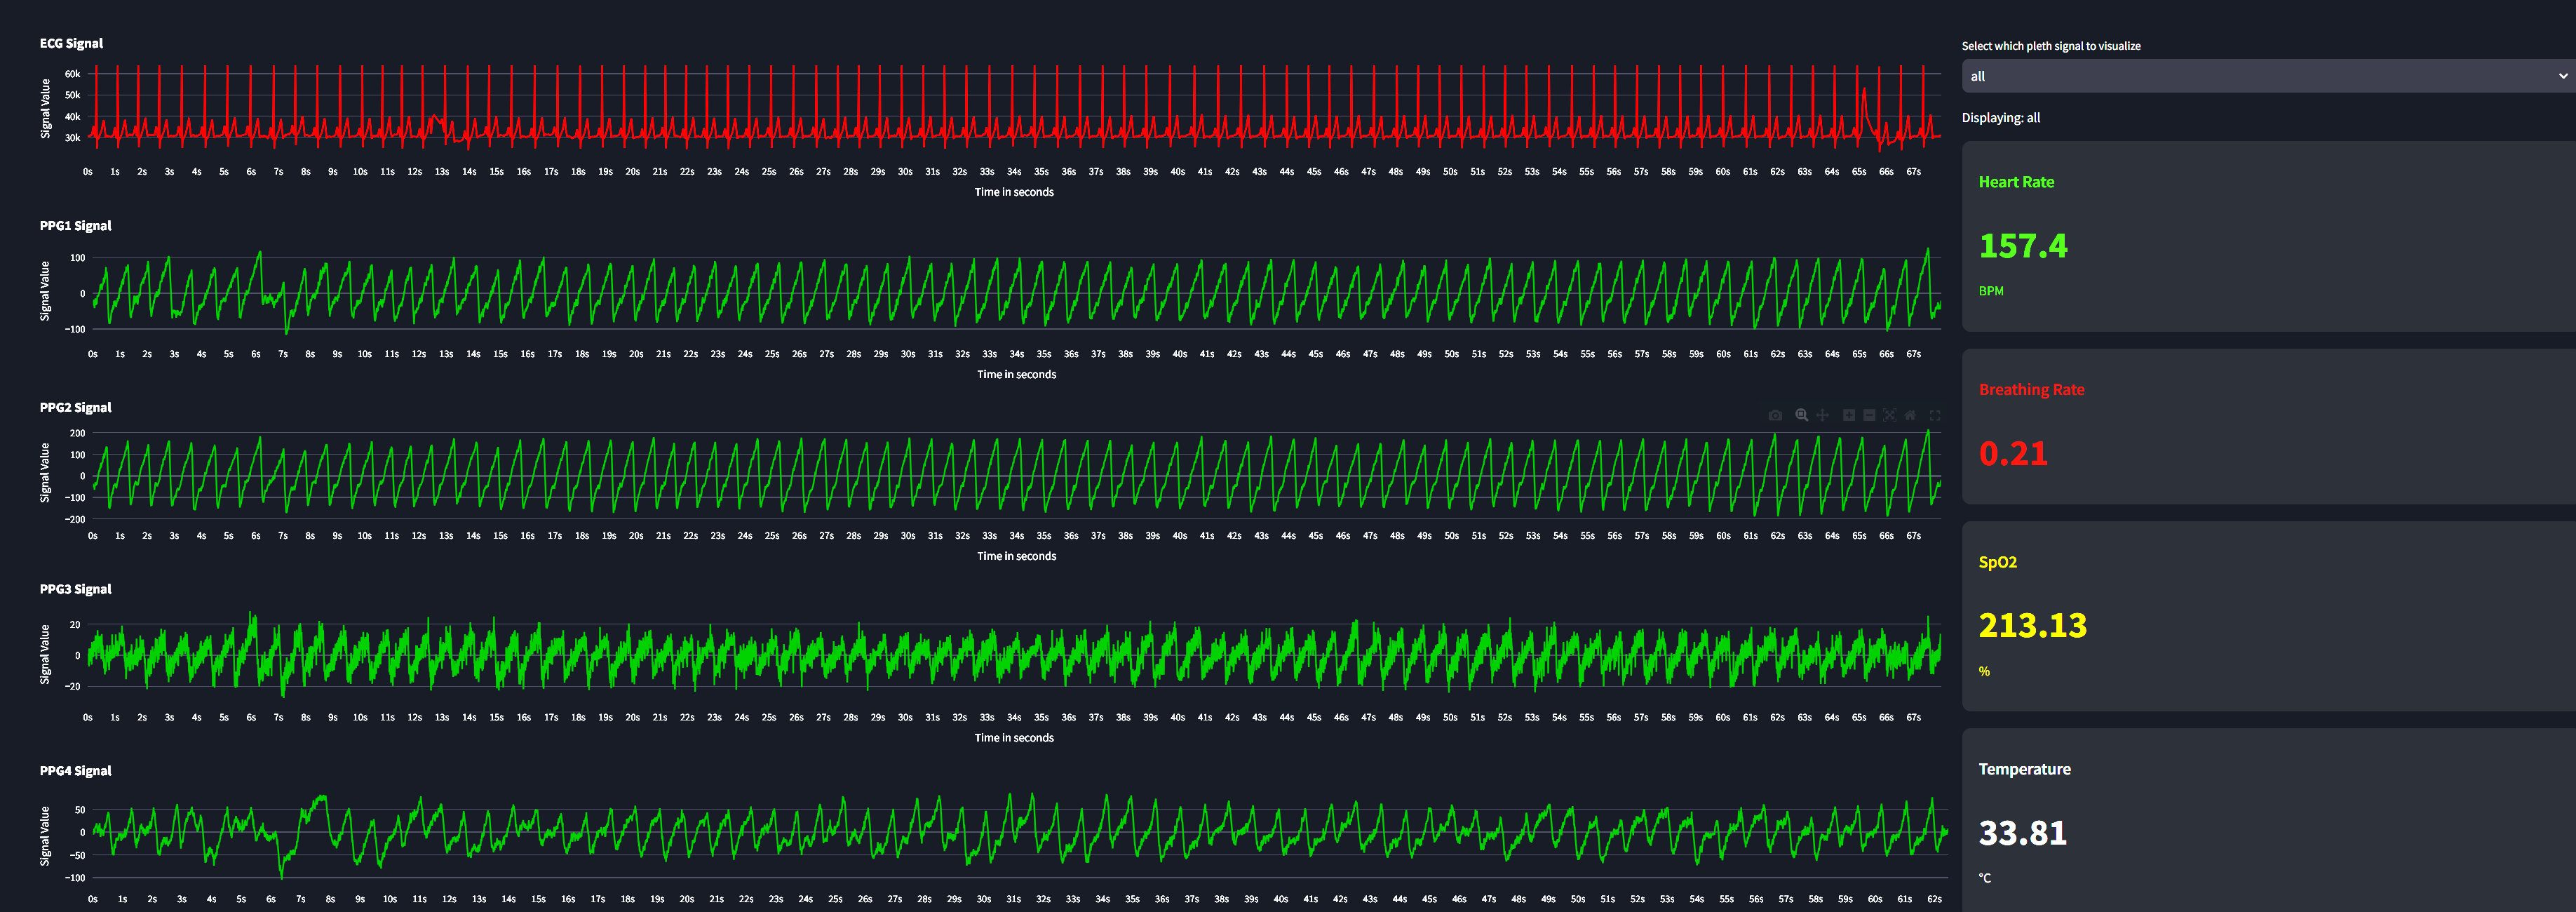 ECG Signal
Signal Value
60k
50k
40k
30k
0s 1s 2s 3s 4s 5s 6s 7s 8s 9s 10s 11s 12s 13s 14s 15s 16s 17s 18s 19s 20s 21s 22s 23s 24s 25s 26s 27s 28s 29s 30s 31s 32s 33s 34s 35s 36s 37s 38s 39s 40s 41s 42s 43s 44s 45s 46s 47s 48s 49s 50s 51s 52s 53s 54s 55s 56s 57s 58s 59s 60s 61s 62s 63s 64s 65s 66s 67s
Time in seconds
PPG1 Signal
Signal Value
100
0
−100
0s 1s 2s 3s 4s 5s 6s 7s 8s 9s 10s 11s 12s 13s 14s 15s 16s 17s 18s 19s 20s 21s 22s 23s 24s 25s 26s 27s 28s 29s 30s 31s 32s 33s 34s 35s 36s 37s 38s 39s 40s 41s 42s 43s 44s 45s 46s 47s 48s 49s 50s 51s 52s 53s 54s 55s 56s 57s 58s 59s 60s 61s 62s 63s 64s 65s 66s 67s
Time in seconds
PPG2 Signal
Signal Value
200
100
0
−100
−200
0s 1s 2s 3s 4s 5s 6s 7s 8s 9s 10s 11s 12s 13s 14s 15s 16s 17s 18s 19s 20s 21s 22s 23s 24s 25s 26s 27s 28s 29s 30s 31s 32s 33s 34s 35s 36s 37s 38s 39s 40s 41s 42s 43s 44s 45s 46s 47s 48s 49s 50s 51s 52s 53s 54s 55s 56s 57s 58s 59s 60s 61s 62s 63s 64s 65s 66s 67s
Time in seconds
PPG3 Signal
Signal Value
20
0
−20
0s 1s 2s 3s 4s 5s 6s 7s 8s 9s 10s 11s 12s 13s 14s 15s 16s 17s 18s 19s 20s 21s 22s 23s 24s 25s 26s 27s 28s 29s 30s 31s 32s 33s 34s 35s 36s 37s 38s 39s 40s 41s 42s 43s 44s 45s 46s 47s 48s 49s 50s 51s 52s 53s 54s 55s 56s 57s 58s 59s 60s 61s 62s 63s 64s 65s 66s 67s
Time in seconds
PPG4 Signal
Signal Value
50
0
−50
−100
0s 1s 2s 3s 4s 5s 6s 7s 8s 9s 10s 11s 12s 13s 14s 15s 16s 17s 18s 19s 20s 21s 22s 23s 24s 25s 26s 27s 28s 29s 30s 31s 32s 33s 34s 35s 36s 37s 38s 39s 40s 41s 42s 43s 44s 45s 46s 47s 48s 49s 50s 51s 52s 53s 54s 55s 56s 57s 58s 59s 60s 61s 62s
Select which pleth signal to visualize
all
Displaying: all
Heart Rate
157.4
BPM
Breathing Rate
0.21
SpO2
213.13
%
Temperature
33.81
°C